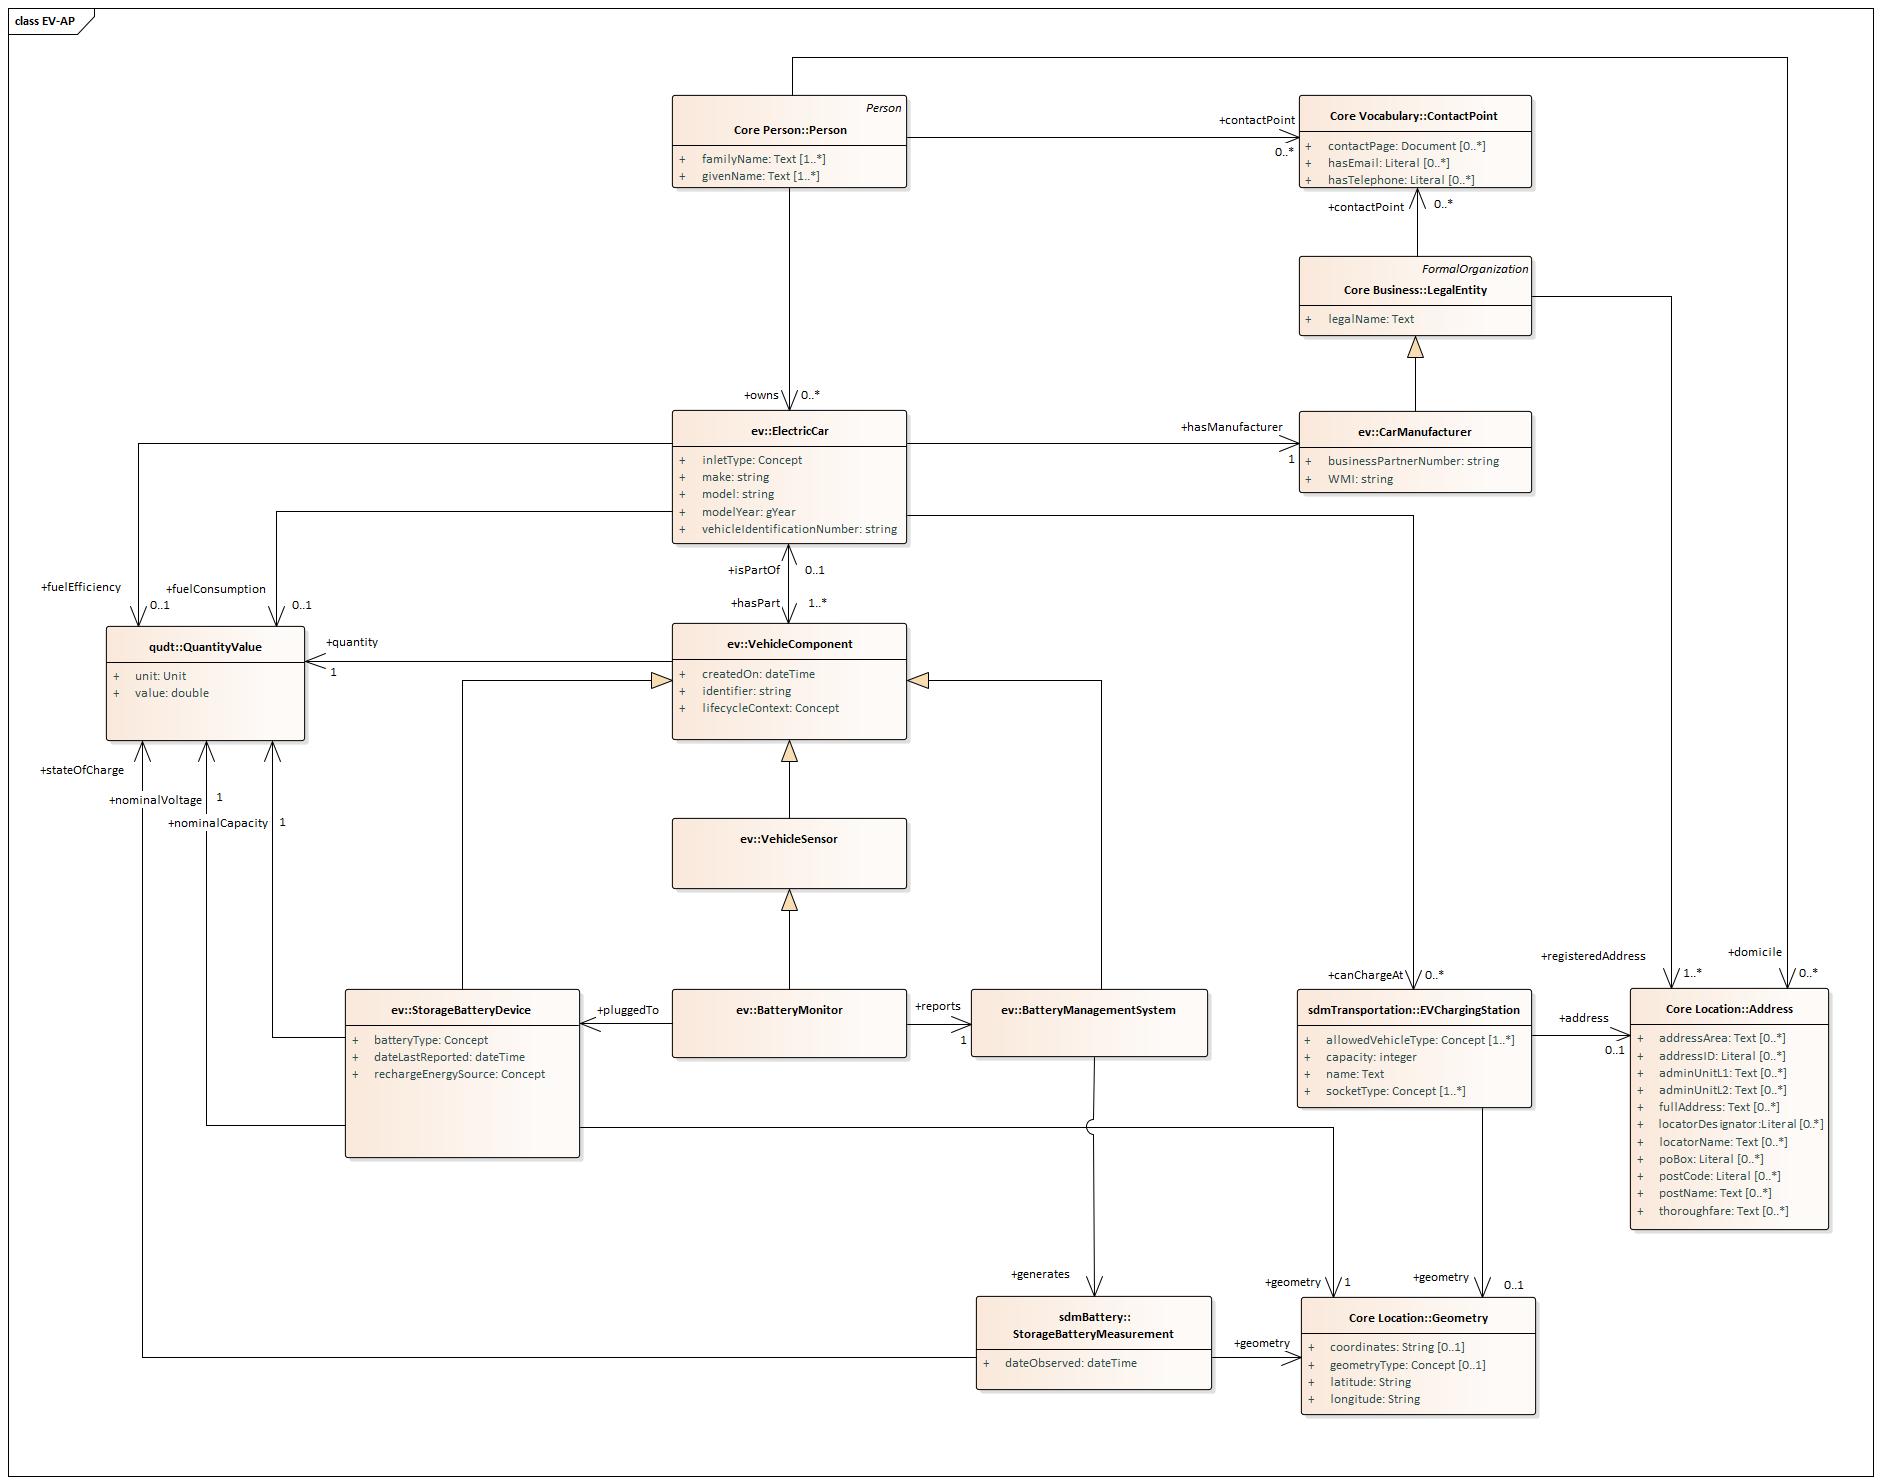 class EV-AP
Person
Core Person::Person
+ familyName: Text [1..*]
+ givenName: Text [1..*]
+contactPoint
0..*
Core Vocabulary::ContactPoint
+ contactPage: Document [0..*]
+ hasEmail: Literal [0..*]
+ hasTelephone: Literal [0..*]
+contactPoint
0..*
FormalOrganization
Core Business::LegalEntity
+ legalName: Text
+owns
0..*
ev::ElectricCar
+ inletType: Concept
+ make: string
+ model: string
+ modelYear: gYear
+ vehicleIdentificationNumber: string
+hasManufacturer
1
ev::CarManufacturer
+ businessPartnerNumber: string
+ WMI: string
+isPartOf
0..1
+hasPart
1..*
+fuelEfficiency
0..1
+fuelConsumption
0..1
qudt::QuantityValue
+ unit: Unit
+ value: double
+quantity
1
ev::VehicleComponent
+ createdOn: dateTime
+ identifier: string
+ lifecycleContext: Concept
+stateOfCharge
+nominalVoltage
1
+nominalCapacity
1
ev::VehicleSensor
+canChargeAt
0..*
+registeredAddress
1..*
+domicile
0..*
ev::StorageBatteryDevice
+ batteryType: Concept
+ dateLastReported: dateTime
+ rechargeEnergySource: Concept
+pluggedTo
ev::BatteryMonitor
+reports
1
ev::BatteryManagementSystem
sdmTransportation::EVChargingStation
+ allowedVehicleType: Concept [1..*]
+ capacity: integer
+ name: Text
+ socketType: Concept [1..*]
+address
0..1
Core Location::Address
+ addressArea: Text [0..*]
+ addressID: Literal [0..*]
+ adminUnitL1: Text [0..*]
+ adminUnitL2: Text [0..*]
+ fullAddress: Text [0..*]
+ locatorDesignator:Literal [0..*]
+ locatorName: Text [0..*]
+ poBox: Literal [0..*]
+ postCode: Literal [0..*]
+ postName: Text [0..*]
+ thoroughfare: Text [0..*]
+generates
+geometry
1
+geometry
0..1
sdmBattery::
StorageBatteryMeasurement
+ dateObserved: dateTime
+geometry
Core Location::Geometry
+ coordinates: String [0..1]
+ geometryType: Concept [0..1]
+ latitude: String
+ longitude: String